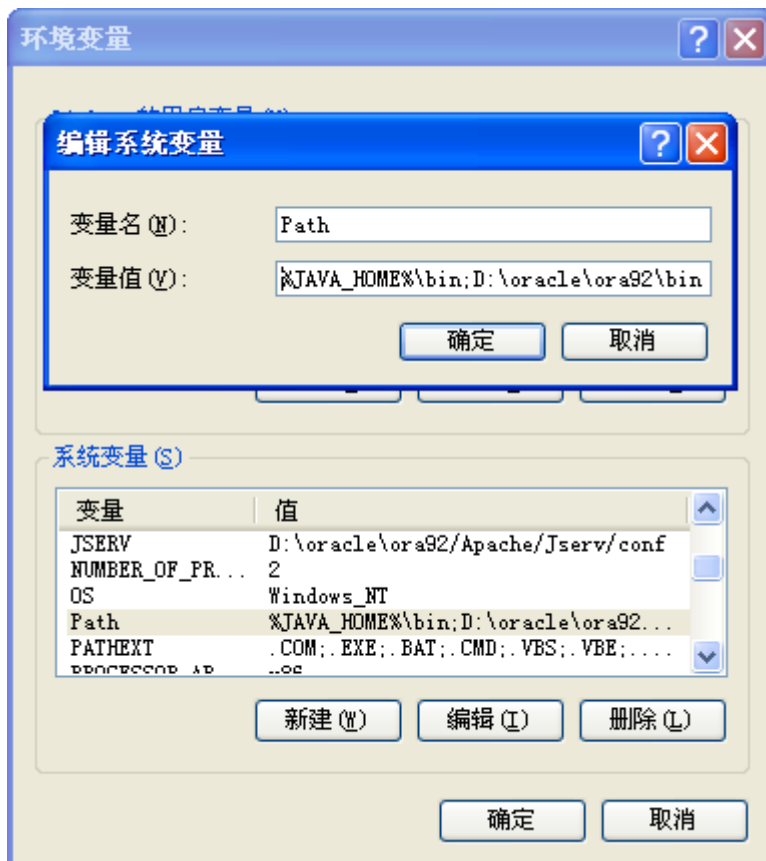 环境变量
编辑系统变量
变量名(N):
Path
变量值(V):
%JAVA_HOME%\bin;D:\oracle\ora92\bin
确定
取消
系统变量(S)
变量 值
JSERV D:\oracle\ora92/Apache/Jserv/conf
NUMBER_OF_PR... 2
OS Windows_NT
Path %JAVA_HOME%\bin;D:\oracle\ora92...
PATHEXT .COM;.EXE;.BAT;.CMD;.VBS;.VBE;....
新建(W)
编辑(I)
删除(L)
确定
取消